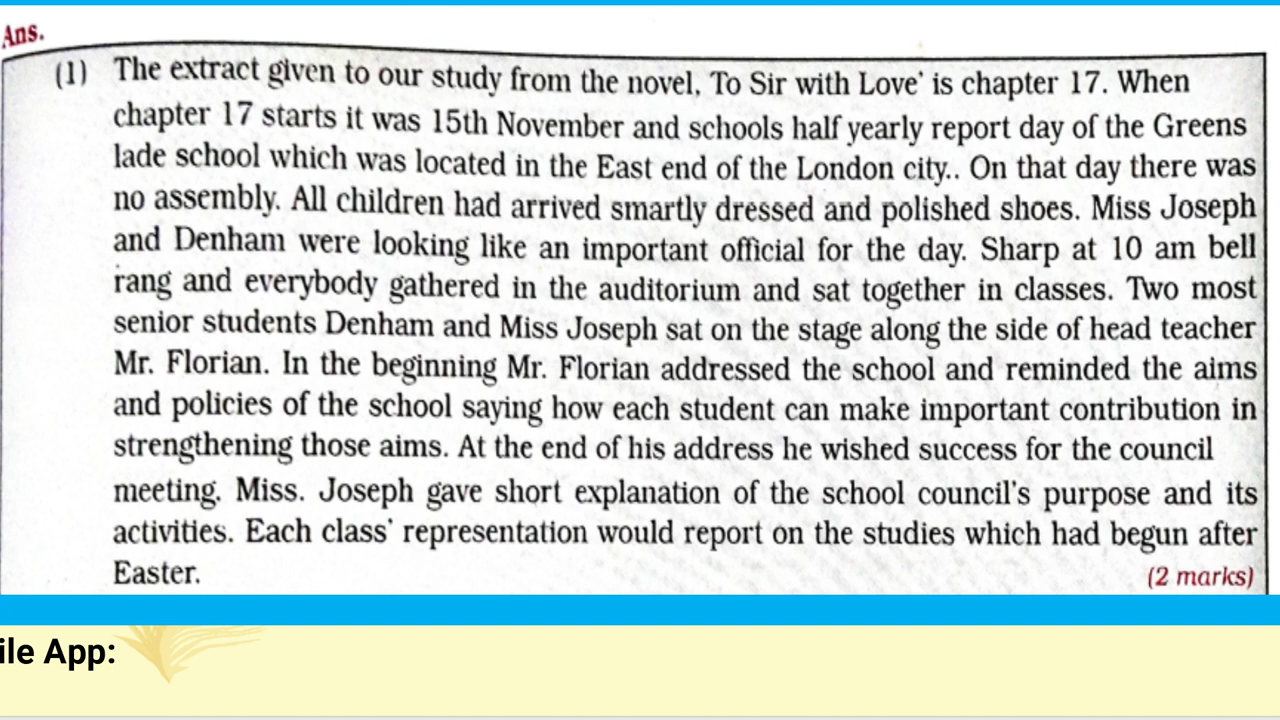 Ans.
(1) The extract given to our study from the novel, To Sir with Love' is chapter 17. When
chapter 17 starts it was 15th November and schools half yearly report day of the Greens
lade school which was located in the East end of the London city.. On that day there was
no assembly. All children had arrived smartly dressed and polished shoes. Miss Joseph
and Denham were looking like an important official for the day. Sharp at 10 am bell
rang and everybody gathered in the auditorium and sat together in classes. Two most
senior students Denham and Miss Joseph sat on the stage along the side of head teacher
Mr. Florian. In the beginning Mr. Florian addressed the school and reminded the aims
and policies of the school saying how each student can make important contribution in
strengthening those aims. At the end of his address he wished success for the council
meeting. Miss. Joseph gave short explanation of the school council's purpose and its
activities. Each class' representation would report on the studies which had begun after
Easter.
(2 marks)
ile App: